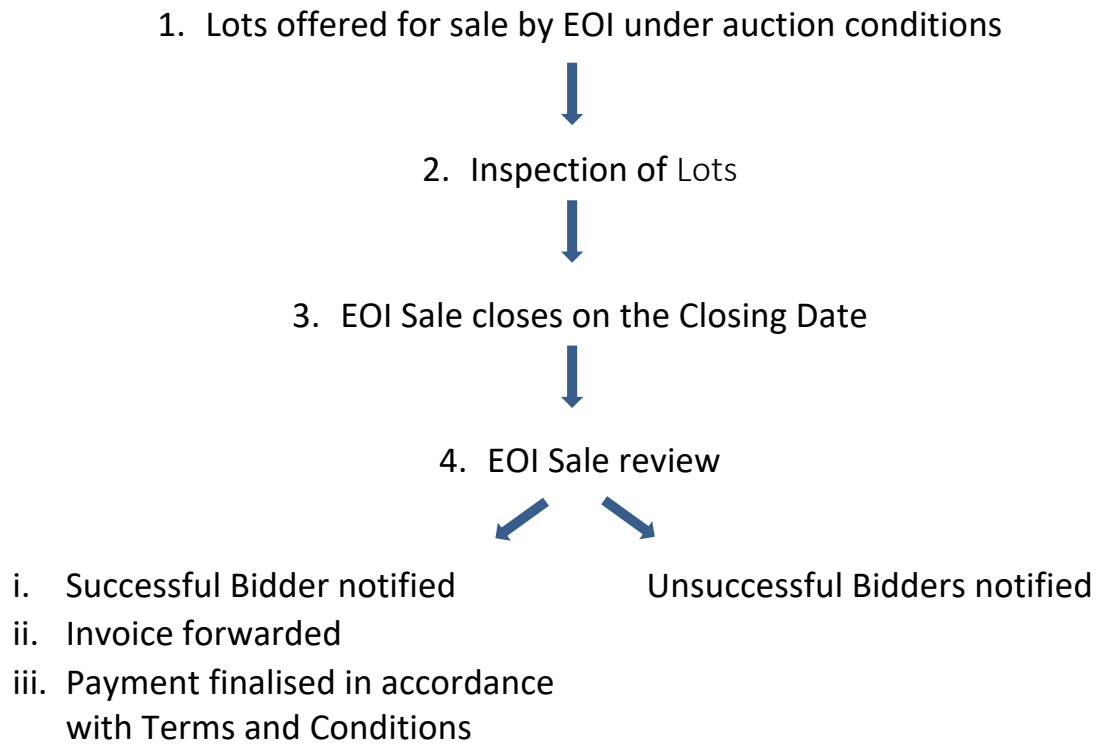 1. Lots offered for sale by EOI under auction conditions
2. Inspection of Lots
3. EOI Sale closes on the Closing Date
4. EOI Sale review
i. Successful Bidder notified
ii. Invoice forwarded
iii. Payment finalised in accordance
with Terms and Conditions
Unsuccessful Bidders notified